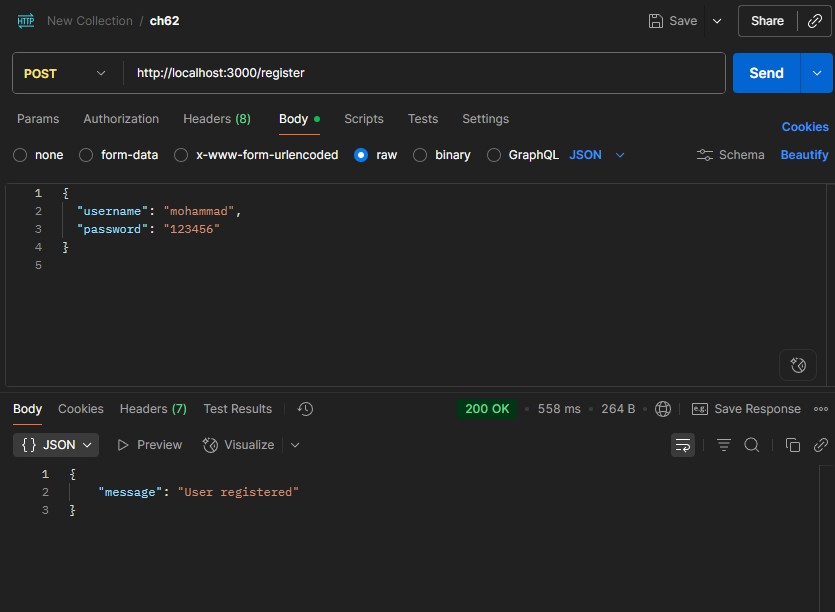 HTTP New Collection / ch62 Save Share
POST http://localhost:3000/register Send
Params Authorization Headers (8) Body Scripts Tests Settings Cookies
none form-data x-www-form-urlencoded raw binary GraphQL JSON Schema Beautify
1 {
2 "username": "mohammad",
3 "password": "123456"
4 }
5
Body Cookies Headers (7) Test Results 200 OK • 558 ms • 264 B • e.g. Save Response
{} JSON Preview Visualize
1 {
2 "message": "User registered"
3 }